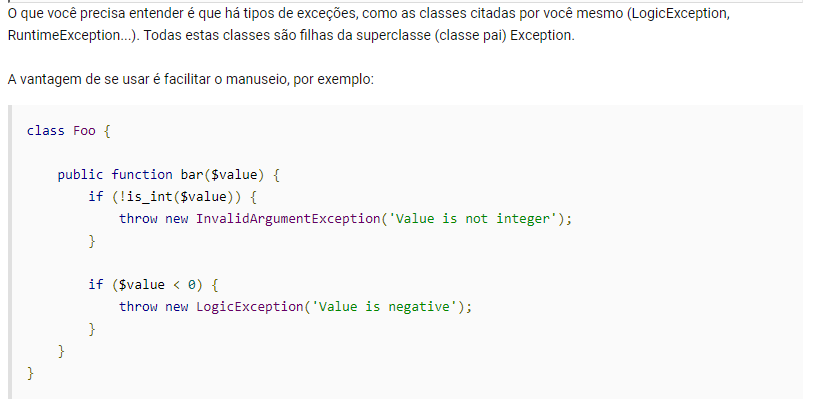 O que você precisa entender é que há tipos de exceções, como as classes citadas por você mesmo (LogicException,
RuntimeException...). Todas estas classes são filhas da superclasse (classe pai) Exception.
A vantagem de se usar é facilitar o manuseio, por exemplo:
class Foo {
    public function bar($value) {
        if (!is_int($value)) {
            throw new InvalidArgumentException('Value is not integer');
        }
        if ($value < 0) {
            throw new LogicException('Value is negative');
        }
    }
}